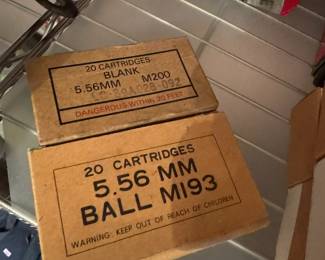 20 CARTRIDGES
BLANK
5.56MM M200
DANGEROUS WITHIN 20 FEET
20 CARTRIDGES
5.56 MM
BALL M193
WARNING: KEEP OUT OF REACH OF CHILDREN